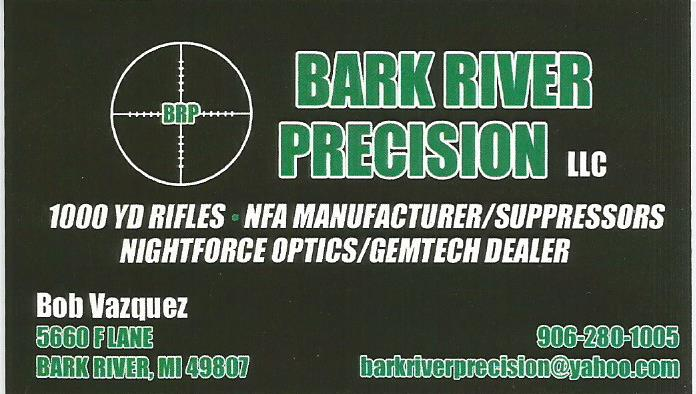 BRP
BARK RIVER
PRECISION LLC
1000 YD RIFLES • NFA MANUFACTURER/SUPPRESSORS
NIGHTFORCE OPTICS/GEMTECH DEALER
Bob Vazquez
5660 F LANE
BARK RIVER, MI 49807
906-280-1005
barkriverprecision@yahoo.com